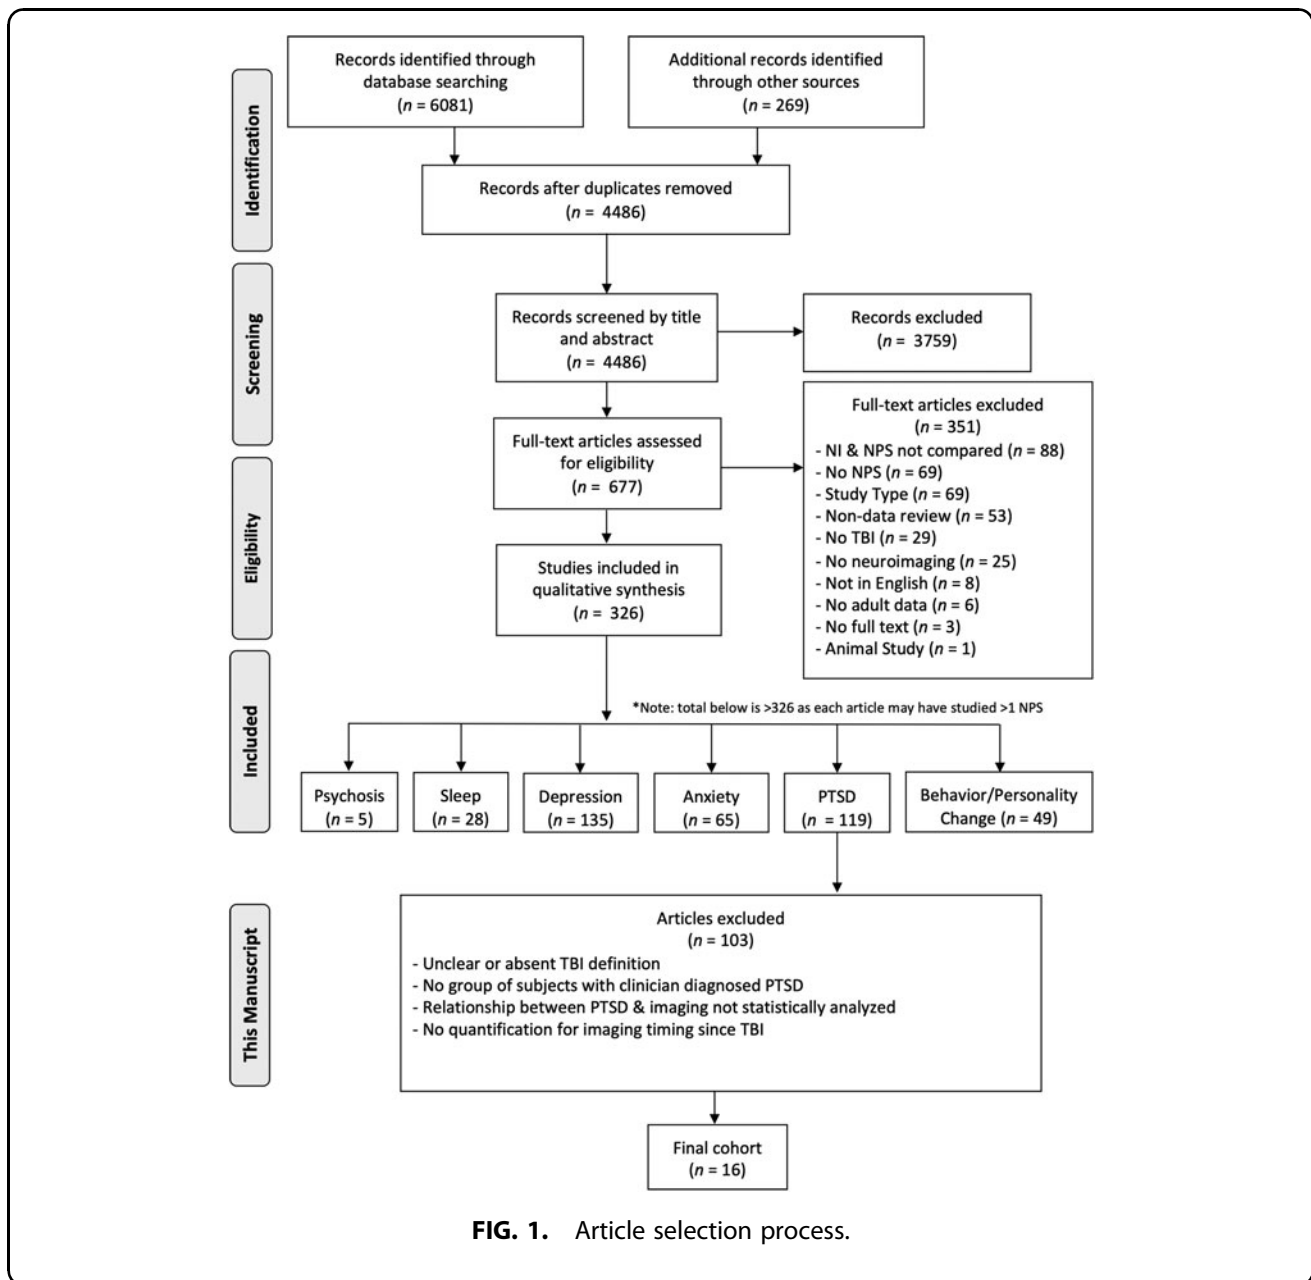 Identification
Records identified through
database searching
(n = 6081)
Additional records identified
through other sources
(n = 269)
Records after duplicates removed
(n = 4486)
Screening
Records screened by title
and abstract
(n = 4486)
Records excluded
(n = 3759)
Full-text articles assessed
for eligibility
(n = 677)
Full-text articles excluded
(n = 351)
- NI & NPS not compared (n = 88)
- No NPS (n = 69)
- Study Type (n = 69)
- Non-data review (n = 53)
- No TBI (n = 29)
- No neuroimaging (n = 25)
- Not in English (n = 8)
- No adult data (n = 6)
- No full text (n = 3)
- Animal Study (n = 1)
Eligibility
Studies included in
qualitative synthesis
(n = 326)
Included
*Note: total below is >326 as each article may have studied >1 NPS
Psychosis
(n = 5)
Sleep
(n = 28)
Depression
(n = 135)
Anxiety
(n = 65)
PTSD
(n = 119)
Behavior/Personality
Change (n = 49)
This Manuscript
Articles excluded
(n = 103)
- Unclear or absent TBI definition
- No group of subjects with clinician diagnosed PTSD
- Relationship between PTSD & imaging not statistically analyzed
- No quantification for imaging timing since TBI
Final cohort
(n = 16)
FIG. 1. Article selection process.